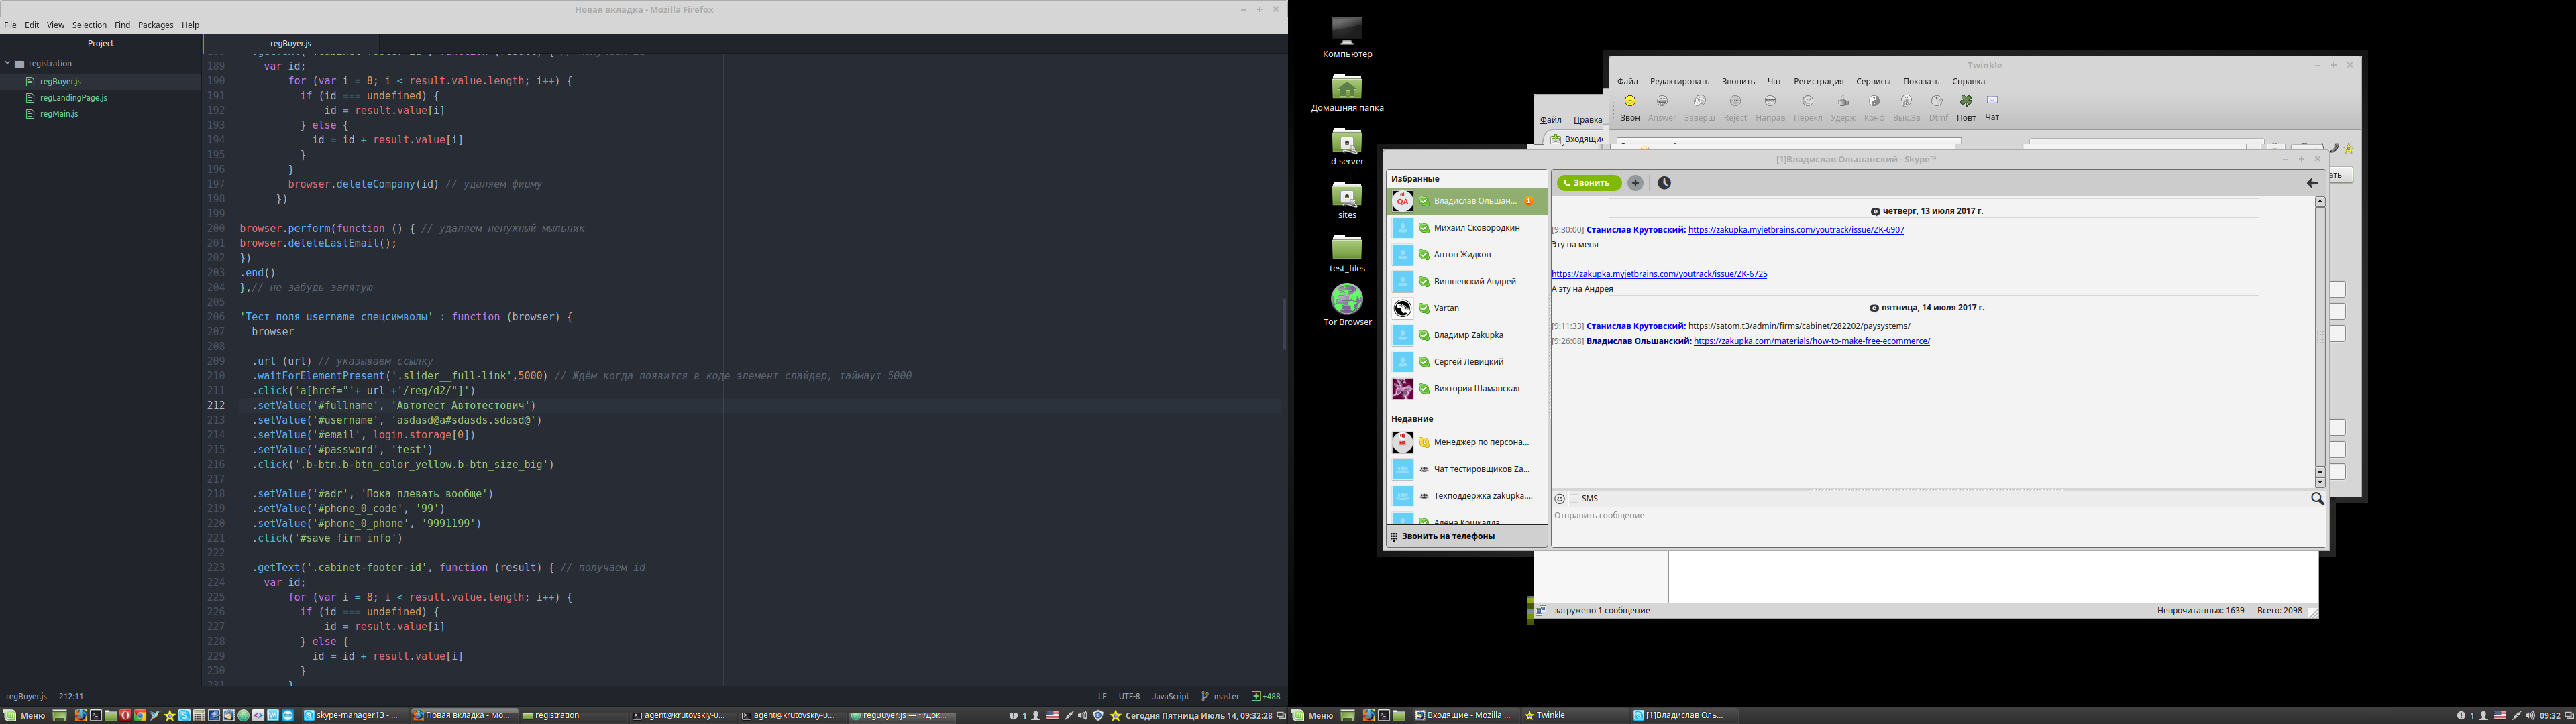 Новая вкладка - Mozilla Firefox
File Edit View Selection Find Packages Help
Project
regBuyer.js
registration
regBuyer.js
regLandingPage.js
regMain.js
189 var id;
190 for (var i = 8; i < result.value.length; i++) {
191 if (id === undefined) {
192 id = result.value[i]
193 } else {
194 id = id + result.value[i]
195 }
196 }
197 browser.deleteCompany(id) // удаляем фирму
198 })
199
200 browser.perform(function () { // удаляем ненужный мыльник
201 browser.deleteLastEmail();
202 })
203 .end()
204 },// не забудь запятую
205
206 'Тест поля username спецсимволы' : function (browser) {
207 browser
208
209 .url (url) // указываем ссылку
210 .waitForElementPresent('.slider__full-link',5000) // Ждём когда появится в коде элемент слайдер, таймаут 5000
211 .click('a[href="'+ url +'/reg/d2/"]')
212 .setValue('#fullname', 'Автотест Автотестович')
213 .setValue('#username', 'asdasd@a#sdasds.sdasd@')
214 .setValue('#email', login.storage[0])
215 .setValue('#password', 'test')
216 .click('.b-btn.b-btn_color_yellow.b-btn_size_big')
217
218 .setValue('#adr', 'Пока плевать вообще')
219 .setValue('#phone_0_code', '99')
220 .setValue('#phone_0_phone', '9991199')
221 .click('#save_firm_info')
222
223 .getText('.cabinet-footer-id', function (result) { // получаем id
224 var id;
225 for (var i = 8; i < result.value.length; i++) {
226 if (id === undefined) {
227 id = result.value[i]
228 } else {
229 id = id + result.value[i]
230 }
regBuyer.js 212:11
LF UTF-8 JavaScript master +488
Меню
skype-manager13 - ...
Новая вкладка - Mo...
registration
agent@krutovskiy-u...
agent@krutovskiy-u...
regBuyer.js — ~/Док...
1
Сегодня Пятница Июль 14, 09:32:28
Компьютер
Домашняя папка
d-server
sites
test_files
Tor Browser
Twinkle
Файл Редактировать Звонить Чат Регистрация Сервисы Показать Справка
Звон Answer Заверш Reject Направ Перекл Удерж Конф Вык.Зв Dtmf Повт Чат
Файл Правка
Входящие
ать
[1]Владислав Ольшанский - Skype™
Избранные
Владислав Ольшан...
Михаил Сковородкин
Антон Жидков
Вишневский Андрей
Vartan
Владимр Zakupka
Сергей Левицкий
Виктория Шаманская
Недавние
Менеджер по персона...
Чат тестировщиков Za...
Техподдержка zakupka....
Алёна Кошкалда
Звонить на телефоны
Звонить
четверг, 13 июля 2017 г.
[9:30:00] Станислав Крутовский: https://zakupka.myjetbrains.com/youtrack/issue/ZK-6907
Эту на меня
https://zakupka.myjetbrains.com/youtrack/issue/ZK-6725
А эту на Андрея
пятница, 14 июля 2017 г.
[9:11:33] Станислав Крутовский: https://satom.t3/admin/firms/cabinet/282202/paysystems/
[9:26:08] Владислав Ольшанский: https://zakupka.com/materials/how-to-make-free-ecommerce/
SMS
Отправить сообщение
загружено 1 сообщение
Непрочитанных: 1639 Всего: 2098
Меню
Входящие - Mozilla ...
Twinkle
[1]Владислав Оль...
1
09:32